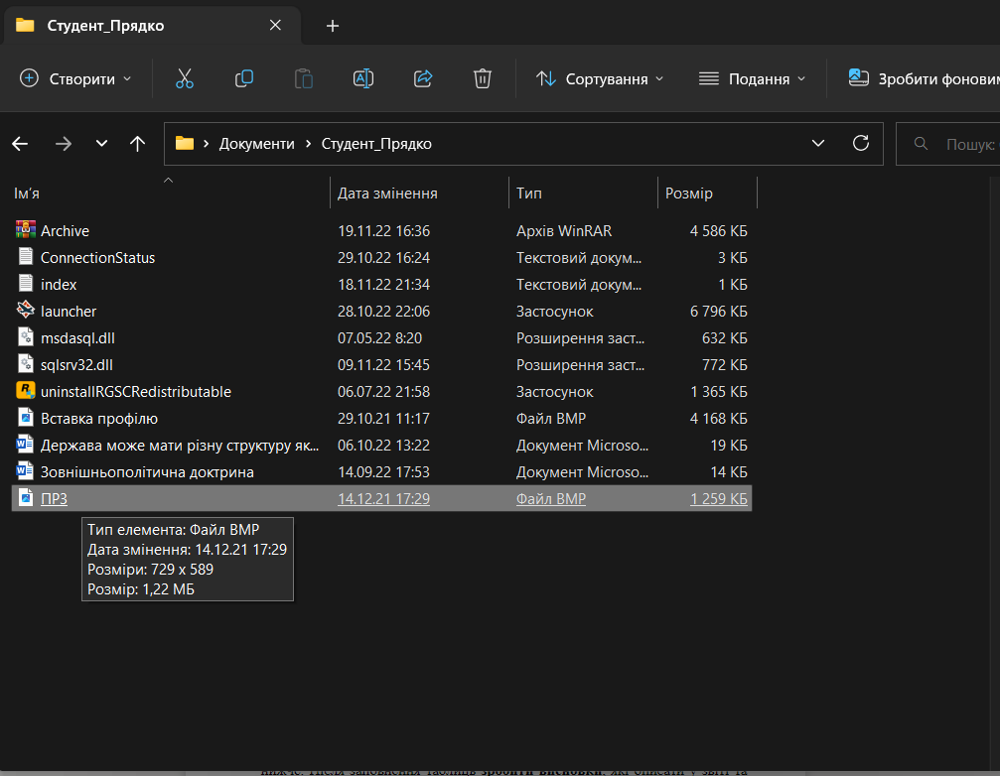 Студент_Прядко
Створити
Сортування
Подання
Зробити фоновим
Документи
Студент_Прядко
Пошук:
Ім'я Дата змінення Тип Розмір
Archive 19.11.22 16:36 Архів WinRAR 4 586 КБ
ConnectionStatus 29.10.22 16:24 Текстовий докум... 3 КБ
index 18.11.22 21:34 Текстовий докум... 1 КБ
launcher 28.10.22 22:06 Застосунок 6 796 КБ
msdasql.dll 07.05.22 8:20 Розширення заст... 632 КБ
sqlsrv32.dll 09.11.22 15:45 Розширення заст... 772 КБ
uninstallRGSCRedistributable 06.07.22 21:58 Застосунок 1 365 КБ
Вставка профілю 29.10.21 11:17 Файл BMP 4 168 КБ
Держава може мати різну структуру як... 06.10.22 13:22 Документ Microso... 19 КБ
Зовнішньополітична доктрина 14.09.22 17:53 Документ Microso... 14 КБ
ПР3 14.12.21 17:29 Файл BMP 1 259 КБ
Тип елемента: Файл BMP
Дата змінення: 14.12.21 17:29
Розміри: 729 x 589
Розмір: 1,22 МБ